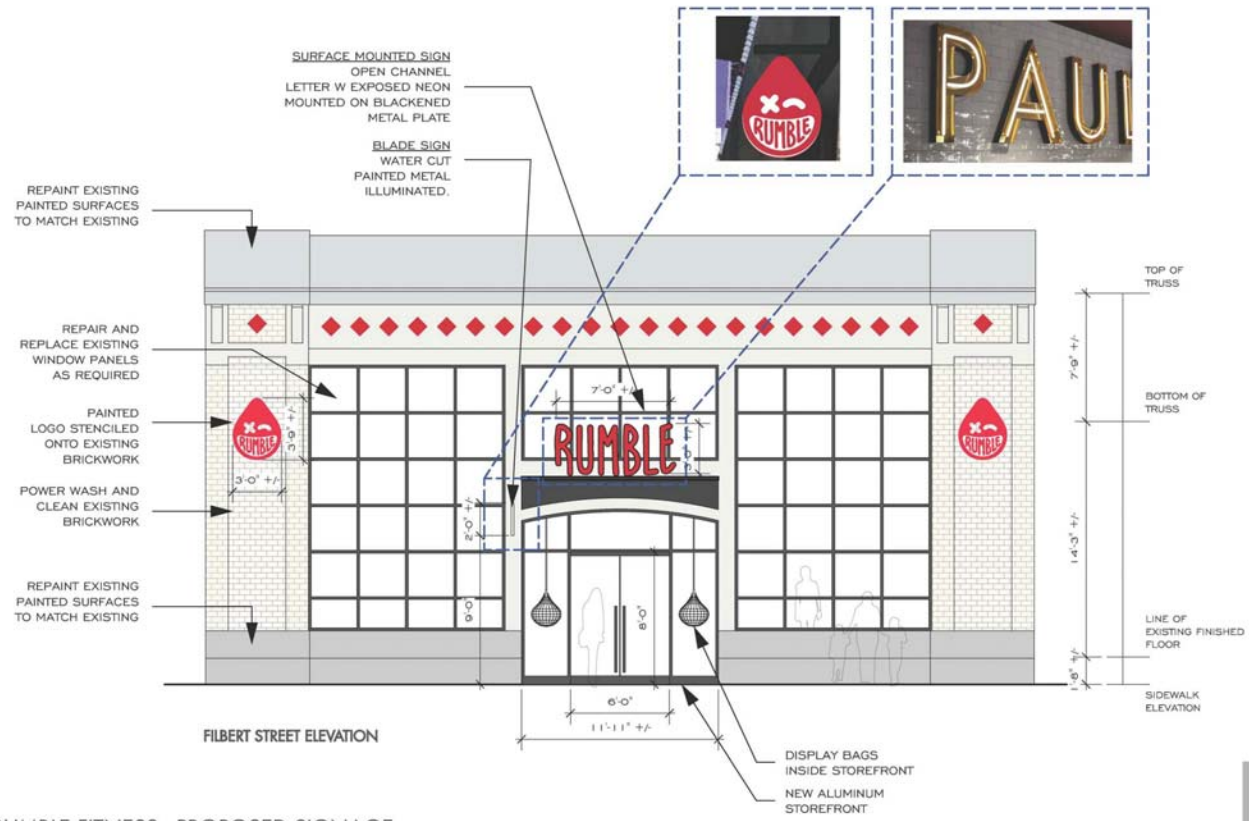 SURFACE MOUNTED SIGN
OPEN CHANNEL
LETTER W EXPOSED NEON
MOUNTED ON BLACKENED
METAL PLATE
BLADE SIGN
WATER CUT
PAINTED METAL
ILLUMINATED.
RUMBLE
PAUL
REPAINT EXISTING
PAINTED SURFACES
TO MATCH EXISTING
REPAIR AND
REPLACE EXISTING
WINDOW PANELS
AS REQUIRED
PAINTED
LOGO STENCILED
ONTO EXISTING
BRICKWORK
POWER WASH AND
CLEAN EXISTING
BRICKWORK
REPAINT EXISTING
PAINTED SURFACES
TO MATCH EXISTING
RUMBLE
3'-9" +/-
3'-0" +/-
7'-0" +/-
RUMBLE
2'-0" +/-
9'-0"
8'-0"
6'-0"
11'-11" +/-
RUMBLE
TOP OF
TRUSS
7'-9" +/-
BOTTOM OF
TRUSS
14'-3" +/-
LINE OF
EXISTING FINISHED
FLOOR
1'-8" +/-
SIDEWALK
ELEVATION
FILBERT STREET ELEVATION
DISPLAY BAGS
INSIDE STOREFRONT
NEW ALUMINUM
STOREFRONT